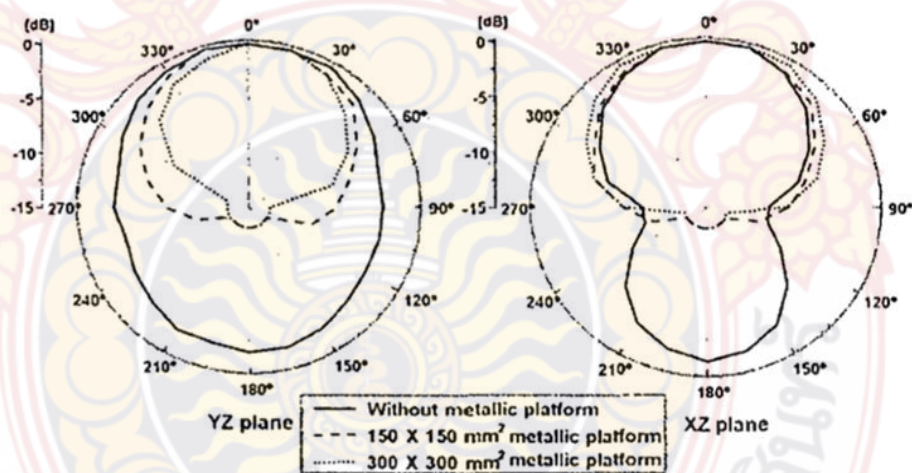 [dB] 0° [dB] 0°
0 330° 30° 0 330° 30°
-5 -5
300° 60° 300° 60°
-10 -10
-15 270° 90° -15 270° 90°
240° 120° 240° 120°
210° 150° 210° 150°
180° 180°
YZ plane XZ plane
Without metallic platform
150 X 150 mm² metallic platform
300 X 300 mm² metallic platform